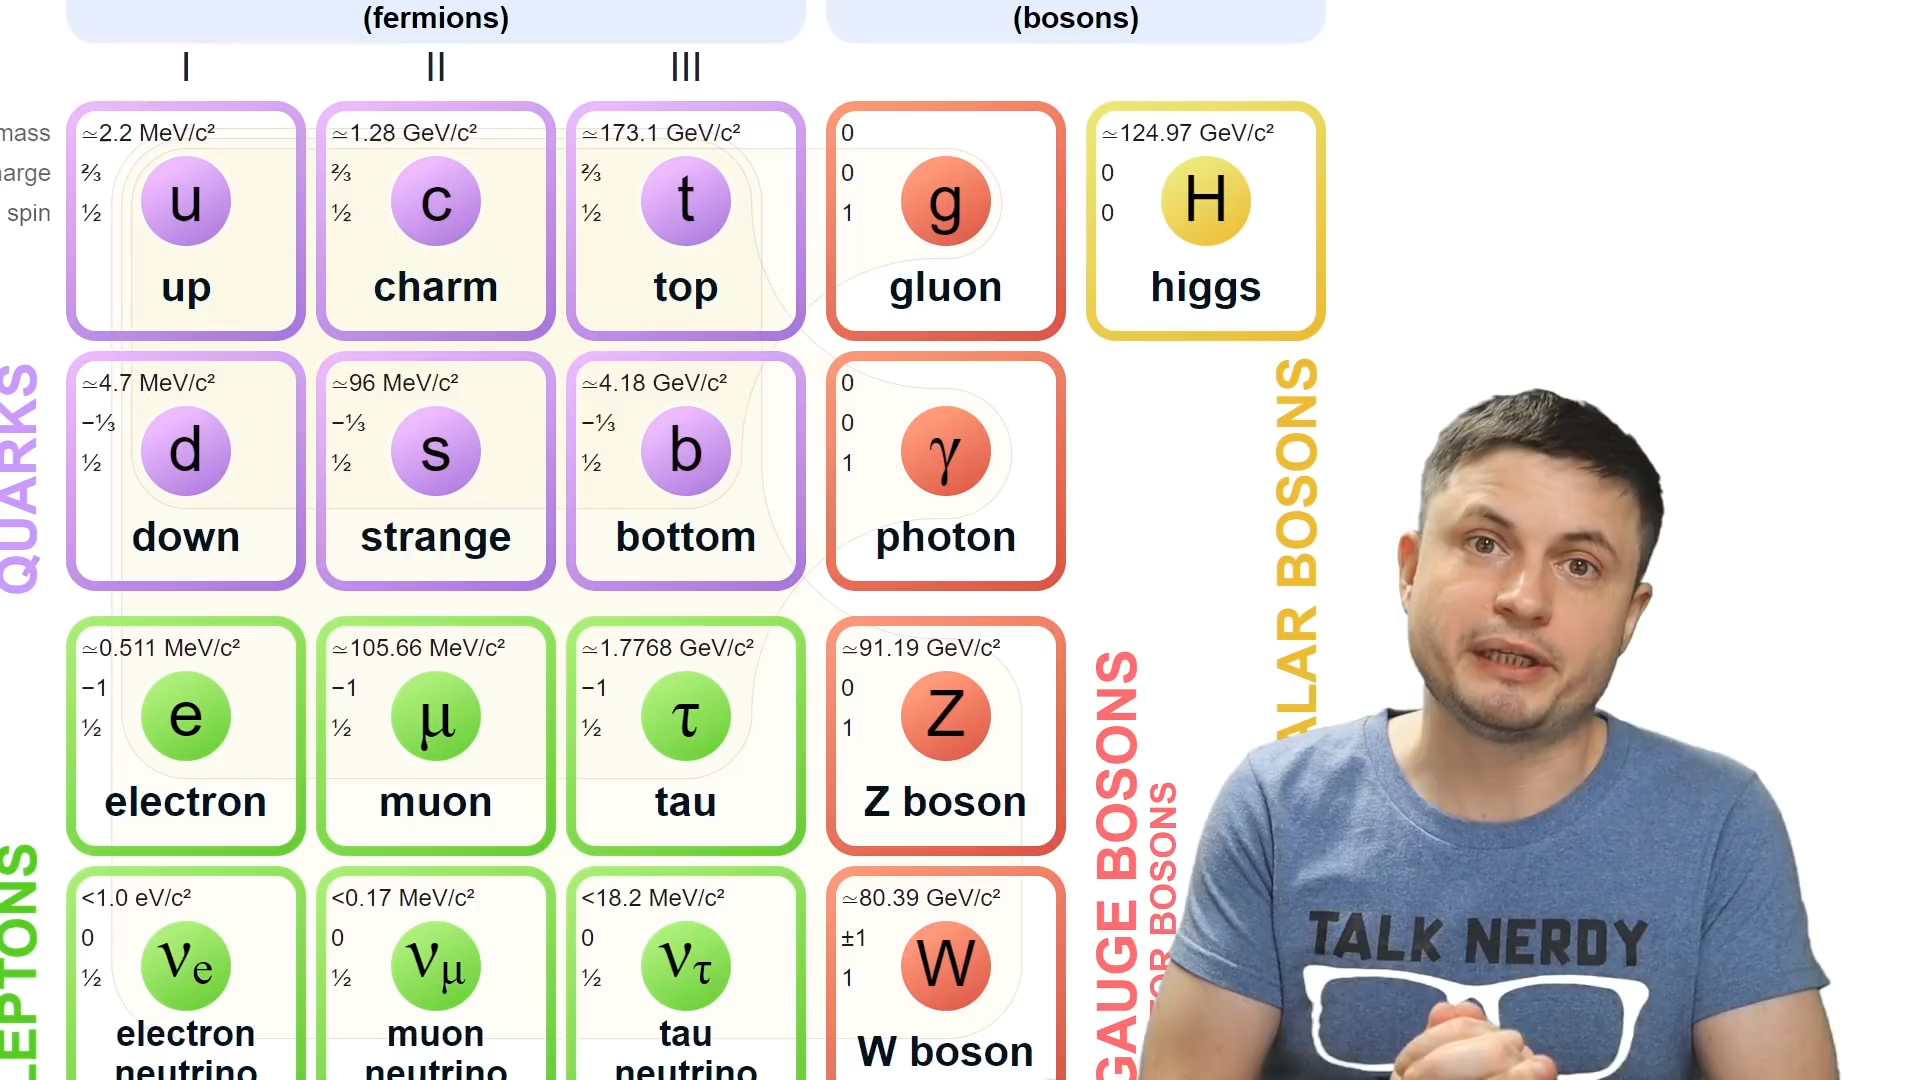 (fermions)
(bosons)
I
II
III
mass
charge
spin
≃2.2 MeV/c²
⅔
½
u
up
≃1.28 GeV/c²
⅔
½
c
charm
≃173.1 GeV/c²
⅔
½
t
top
0
0
1
g
gluon
≃124.97 GeV/c²
0
0
H
higgs
QUARKS
≃4.7 MeV/c²
−⅓
½
d
down
≃96 MeV/c²
−⅓
½
s
strange
≃4.18 GeV/c²
−⅓
½
b
bottom
0
0
1
γ
photon
≃0.511 MeV/c²
−1
½
e
electron
≃105.66 MeV/c²
−1
½
μ
muon
≃1.7768 GeV/c²
−1
½
τ
tau
≃91.19 GeV/c²
0
1
Z
Z boson
LEPTONS
<1.0 eV/c²
0
½
νe
electron
neutrino
<0.17 MeV/c²
0
½
νμ
muon
neutrino
<18.2 MeV/c²
0
½
ντ
tau
neutrino
≃80.39 GeV/c²
±1
1
W
W boson
GAUGE BOSONS
TOR BOSONS
ALAR BOSONS
TALK NERDY